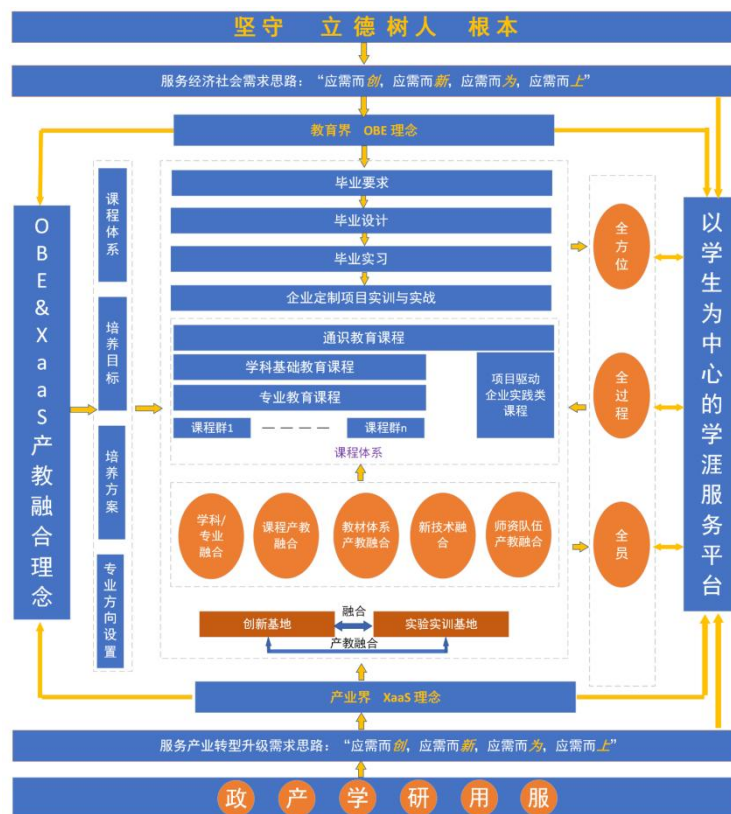 坚守 立德树人 根本
服务经济社会需求思路：“应需而创，应需而新，应需而为，应需而上”
教育界 OBE 理念
OBE&XaaS产教融合理念
课程体系
培养目标
培养方案
专业方向设置
毕业要求
毕业设计
毕业实习
企业定制项目实训与实战
通识教育课程
学科基础教育课程
专业教育课程
课程群1 — — — — 课程群n
项目驱动
企业实践类
课程
课程体系
学科/
专业
融合
课程产教
融合
教材体系
产教融合
新技术融
合
师资队伍
产教融合
创新基地
融合
实验实训基地
产教融合
全方位
全过程
全员
以学生为中心的学涯服务平台
产业界 XaaS 理念
服务产业转型升级需求思路：“应需而创，应需而新，应需而为，应需而上”
政 产 学 研 用 服